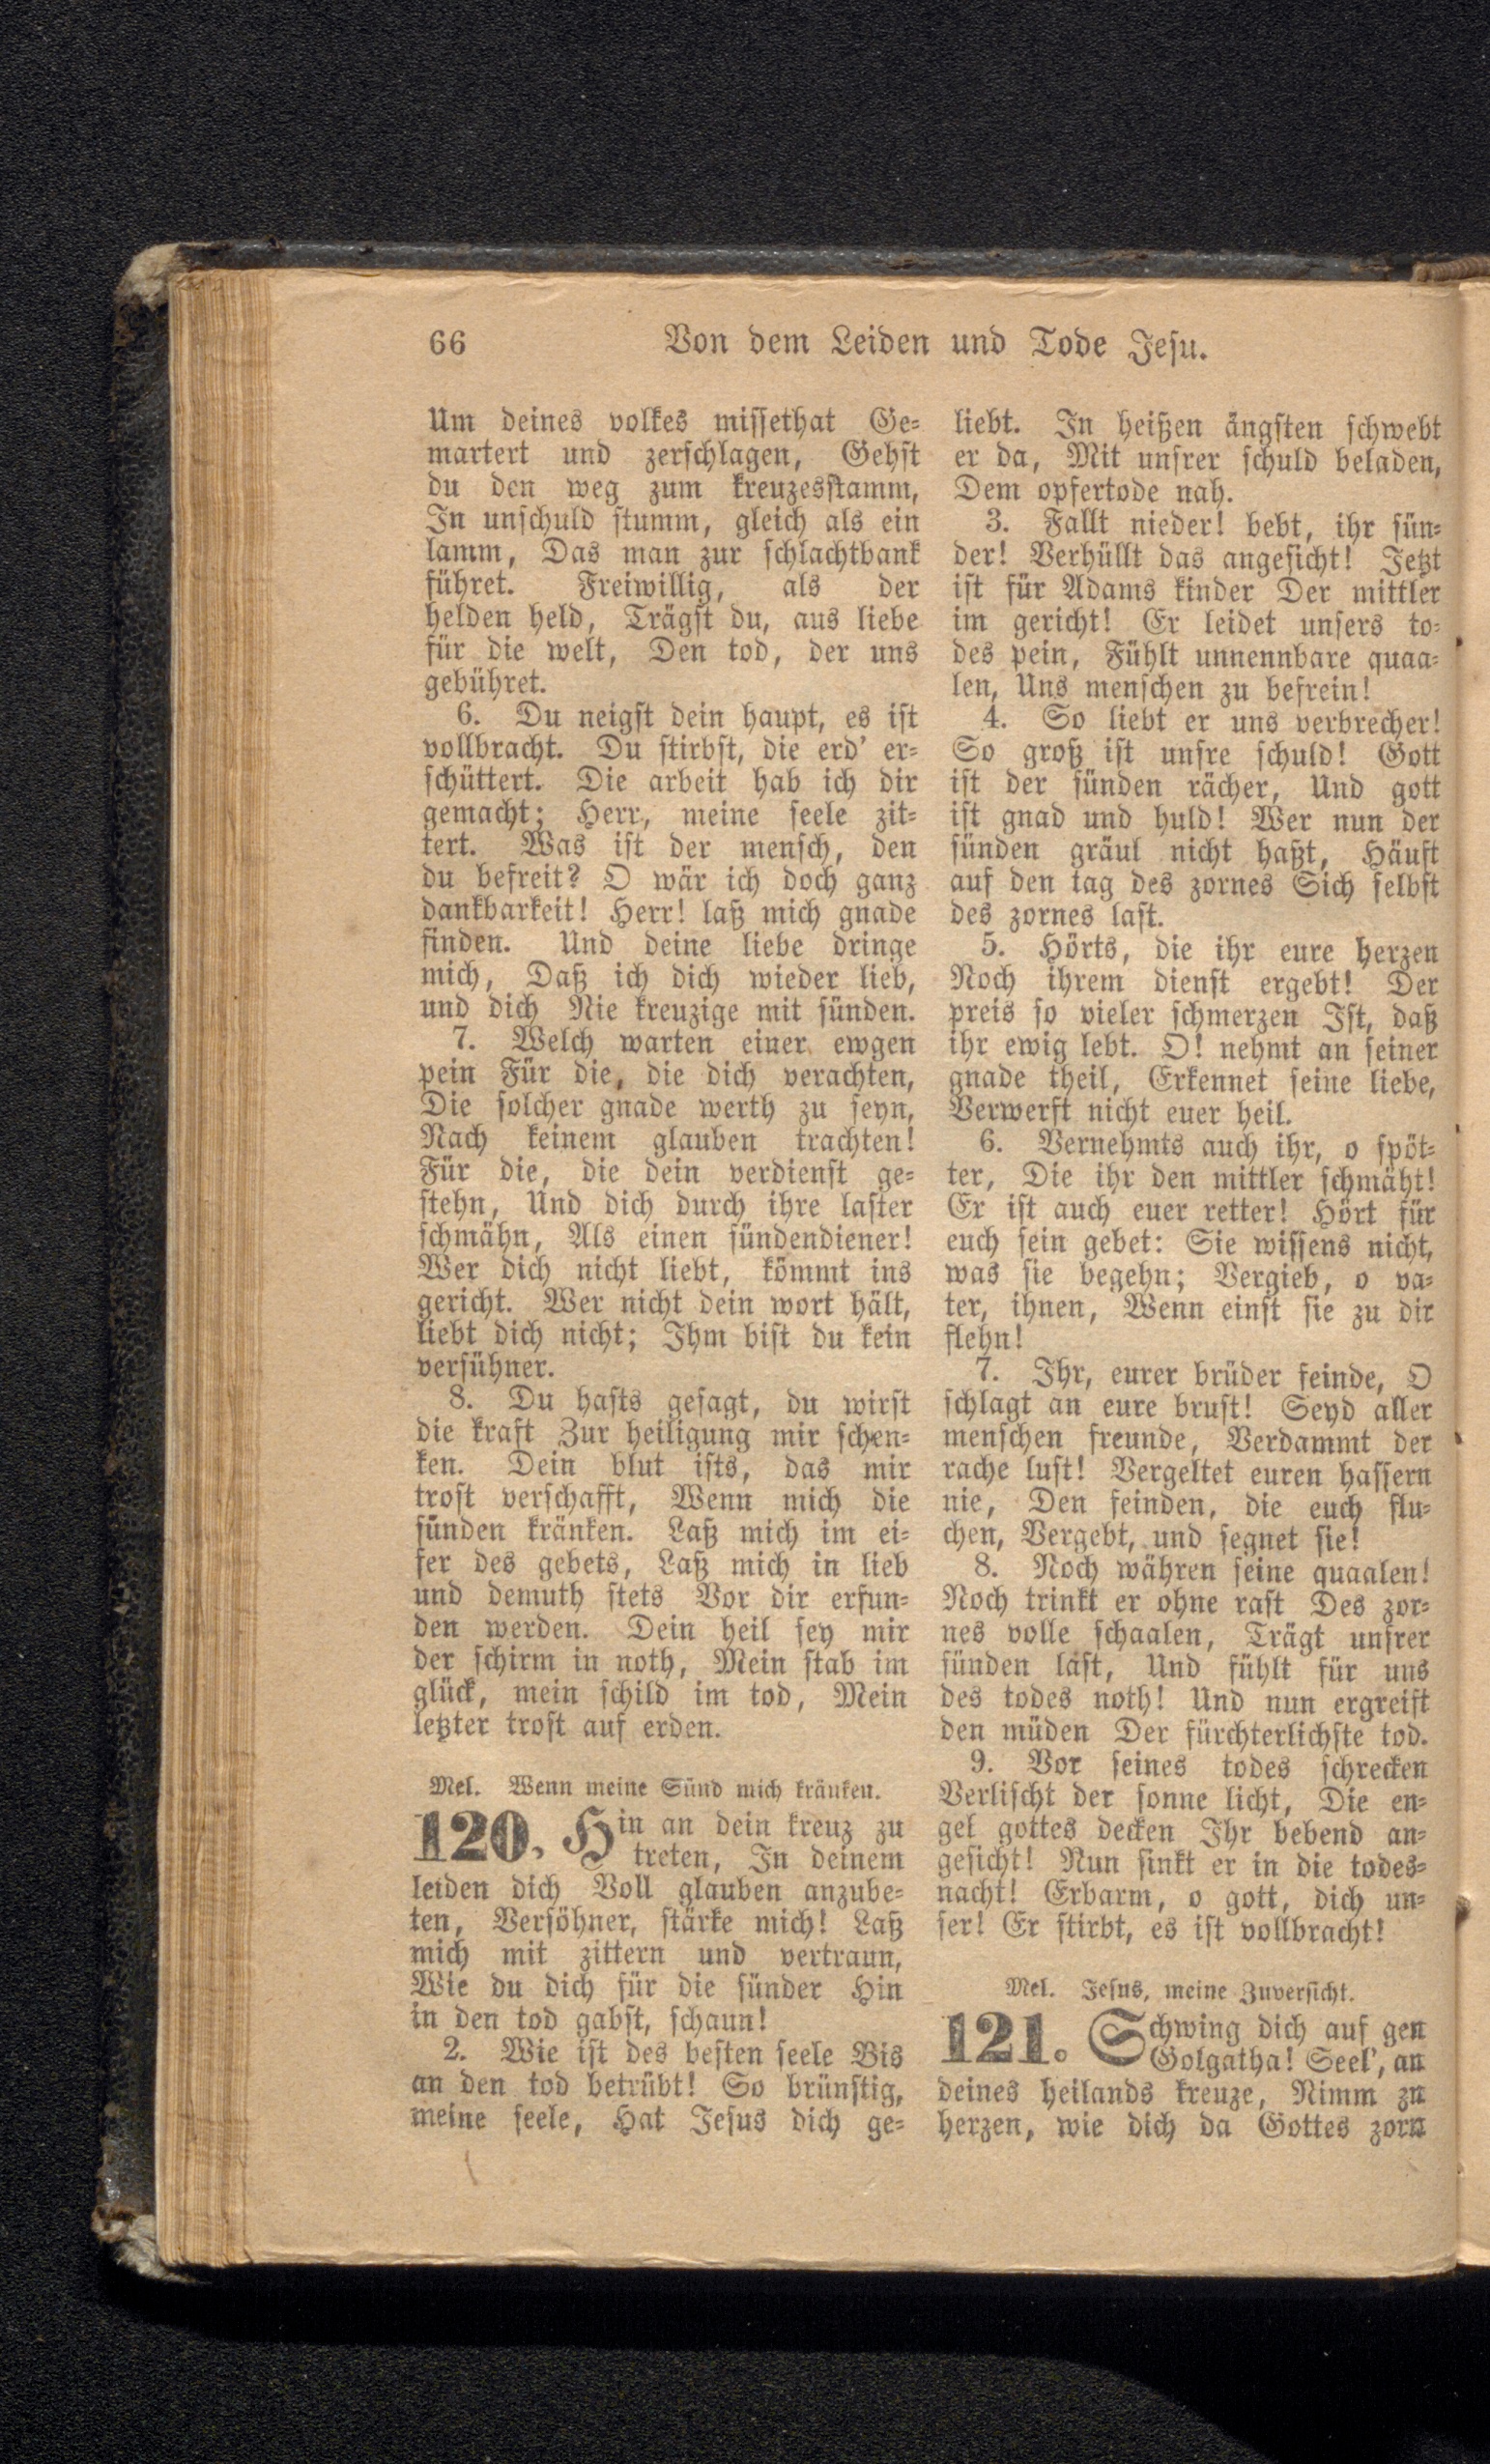 66 Von dem Leiden und Tode Jesu.
Um deines volkes missethat Ge-
martert und zerschlagen, Gehst
du den weg zum kreuzesstamm,
In unschuld stumm, gleich als ein
lamm, Das man zur schlachtbank
führet. Freiwillig, als der
helden held, Trägst du, aus liebe
für die welt, Den tod, der uns
gebühret.
6. Du neigst dein haupt, es ist
vollbracht. Du stirbst, die erd' er-
schüttert. Die arbeit hab ich dir
gemacht; Herr, meine seele zit-
tert. Was ist der mensch, den
du befreit? O wär ich doch ganz
dankbarkeit! Herr! laß mich gnade
finden. Und deine liebe dringe
mich, Daß ich dich wieder lieb,
und dich Nie kreuzige mit sünden.
7. Welch warten einer ewgen
pein Für die, die dich verachten,
Die solcher gnade werth zu seyn,
Nach keinem glauben trachten!
Für die, die dein verdienst ge-
stehn, Und dich durch ihre laster
schmähn, Als einen sündendiener!
Wer dich nicht liebt, kömmt ins
gericht. Wer nicht dein wort hält,
liebt dich nicht; Ihm bist du kein
versühner.
8. Du hasts gesagt, du wirst
die kraft Zur heiligung mir schen-
ken. Dein blut ists, das mir
trost verschafft, Wenn mich die
sünden kränken. Laß mich im ei-
fer des gebets, Laß mich in lieb
und demuth stets Vor dir erfun-
den werden. Dein heil sey mir
der schirm in noth, Mein stab im
glück, mein schild im tod, Mein
letzter trost auf erden.
Mel. Wenn meine Sünd mich kränken.
120. Hin an dein kreuz zu
treten, In deinem
leiden dich Voll glauben anzube-
ten, Versöhner, stärke mich! Laß
mich mit zittern und vertraun,
Wie du dich für die sünder Hin
in den tod gabst, schaun!
2. Wie ist des besten seele Bis
an den tod betrübt! So brünstig,
meine seele, Hat Jesus dich ge-
liebt. In heißen ängsten schwebt
er da, Mit unsrer schuld beladen,
Dem opfertode nah.
3. Fallt nieder! bebt, ihr sün-
der! Verhüllt das angesicht! Jetzt
ist für Adams kinder Der mittler
im gericht! Er leidet unsers to-
des pein, Fühlt unnennbare quaa-
len, Uns menschen zu befrein!
4. So liebt er uns verbrecher!
So groß ist unsre schuld! Gott
ist der sünden rächer, Und gott
ist gnad und huld! Wer nun der
sünden gräul nicht haßt, Häuft
auf den tag des zornes Sich selbst
des zornes last.
5. Hörts, die ihr eure herzen
Noch ihrem dienst ergebt! Der
preis so vieler schmerzen Ist, daß
ihr ewig lebt. O! nehmt an seiner
gnade theil, Erkennet seine liebe,
Verwerft nicht euer heil.
6. Vernehmts auch ihr, o spöt-
ter, Die ihr den mittler schmäht!
Er ist auch euer retter! Hört für
euch sein gebet: Sie wissens nicht,
was sie begehn; Vergieb, o va-
ter, ihnen, Wenn einst sie zu dir
flehn!
7. Ihr, eurer brüder feinde, O
schlagt an eure brust! Seyd aller
menschen freunde, Verdammt der
rache lust! Vergeltet euren hassern
nie, Den feinden, die euch flu-
chen, Vergebt, und segnet sie!
8. Noch währen seine quaalen!
Noch trinkt er ohne rast Des zor-
nes volle schaalen, Trägt unsrer
sünden last, Und fühlt für uns
des todes noth! Und nun ergreift
den müden Der fürchterlichste tod.
9. Vor seines todes schrecken
Verlischt der sonne licht, Die en-
gel gottes decken Ihr bebend an-
gesicht! Nun sinkt er in die todes-
nacht! Erbarm, o gott, dich un-
ser! Er stirbt, es ist vollbracht!
Mel. Jesus, meine Zuversicht.
121. Schwing dich auf gen
Golgatha! Seel', an
deines heilands kreuze, Nimm zu
herzen, wie dich da Gottes zorn